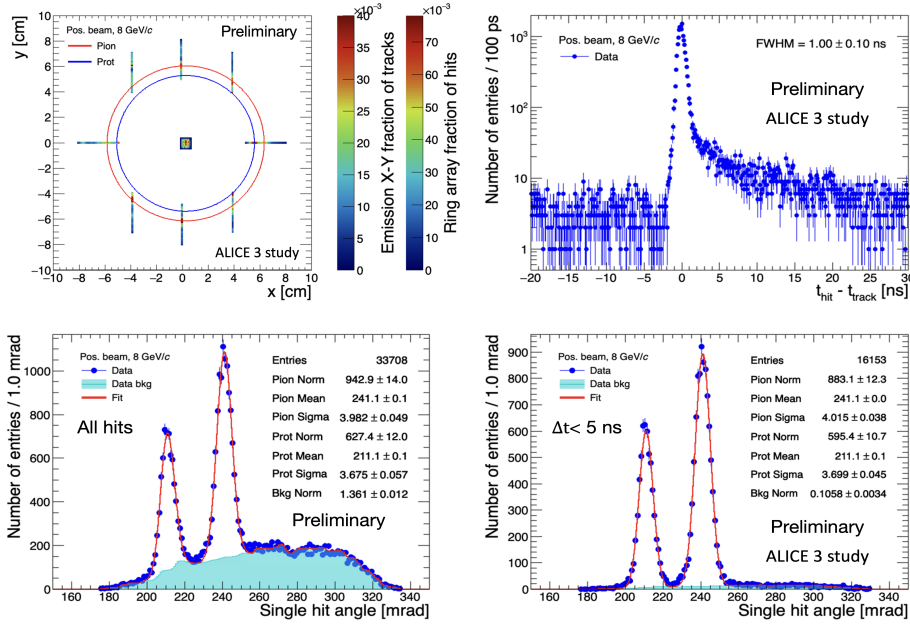 y [cm]
10
8
6
4
2
0
−2
−4
−6
−8
−10
Pos. beam, 8 GeV/c
Preliminary
Pion
Prot
ALICE 3 study
−10 −8 −6 −4 −2 0 2 4 6 8 10
x [cm]
×10⁻³
40
35
30
25
20
15
10
5
0
Emission X-Y fraction of tracks
×10⁻³
70
60
50
40
30
20
10
0
Ring array fraction of hits
Number of entries / 100 ps
10³
10²
10
1
Pos. beam, 8 GeV/c
Data
FWHM = 1.00 ± 0.10 ns
Preliminary
ALICE 3 study
−20 −15 −10 −5 0 5 10 15 20 25 30
t_hit - t_track [ns]
Number of entries / 1.0 mrad
1000
800
600
400
200
0
Pos. beam, 8 GeV/c
Data
Data bkg
Fit
All hits
Entries 33708
Pion Norm 942.9 ± 14.0
Pion Mean 241.1 ± 0.0
Pion Sigma 3.982 ± 0.049
Prot Norm 627.4 ± 12.0
Prot Mean 211.1 ± 0.1
Prot Sigma 3.675 ± 0.057
Bkg Norm 1.361 ± 0.012
Preliminary
160 180 200 220 240 260 280 300 320 340
Single hit angle [mrad]
Number of entries / 1.0 mrad
900
800
700
600
500
400
300
200
100
0
Pos. beam, 8 GeV/c
Data
Data bkg
Fit
Δt< 5 ns
Entries 16153
Pion Norm 883.1 ± 12.3
Pion Mean 241.1 ± 0.0
Pion Sigma 4.015 ± 0.038
Prot Norm 595.4 ± 10.7
Prot Mean 211.1 ± 0.1
Prot Sigma 3.699 ± 0.045
Bkg Norm 0.1058 ± 0.0034
Preliminary
ALICE 3 study
160 180 200 220 240 260 280 300 320 340
Single hit angle [mrad]